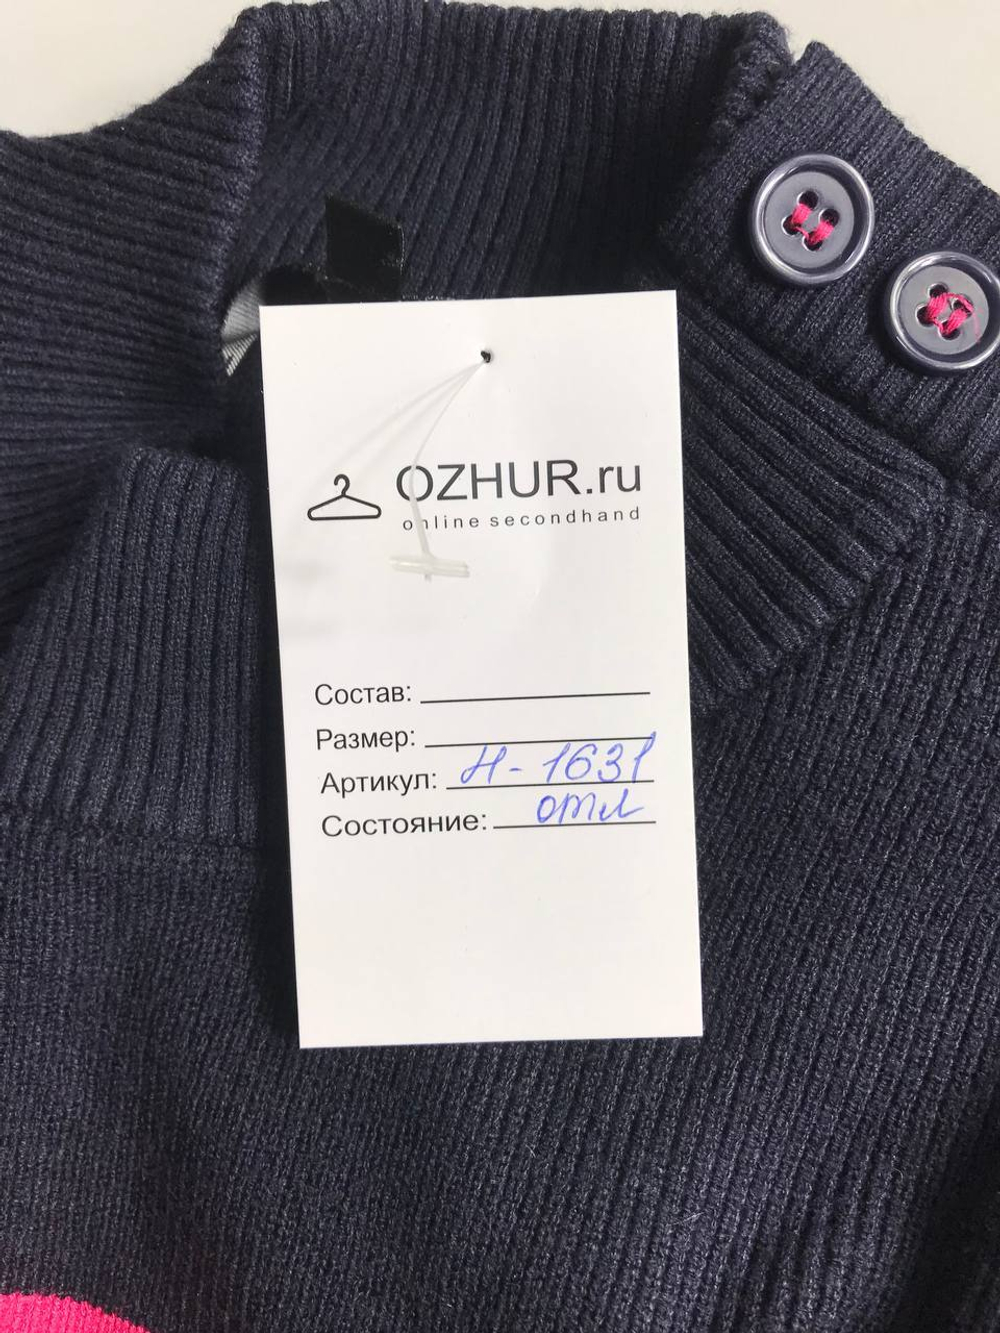 OZHUR.ru
online secondhand
Состав:
Размер:
Артикул: Н-1631
Состояние: отл